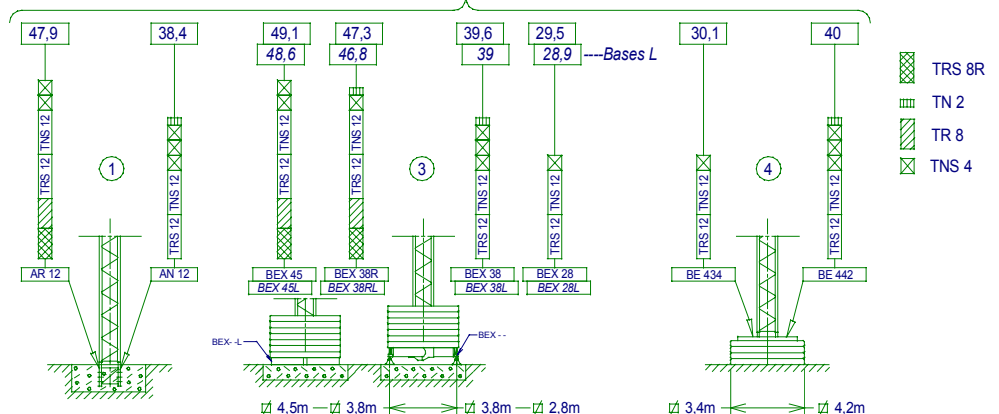 47,9 38,4 49,1 47,3 39,6 29,5 30,1 40
48,6 46,8 39 28,9 ----Bases L
TRS 8R
TN 2
TR 8
TNS 4
TNS 12 TNS 12 TNS 12 TNS 12 TNS 12 TNS 12
TRS 12 TRS 12 TRS 12 TRS 12 TRS 12 TRS 12 TNS 12 TRS 12
1 3 4
AR 12 AN 12 BEX 45 BEX 38R BEX 38 BEX 28 BE 434 BE 442
BEX 45L BEX 38RL BEX 38L BEX 28L
BEX- -L BEX - -
4,5m 3,8m 3,8m 2,8m 3,4m 4,2m